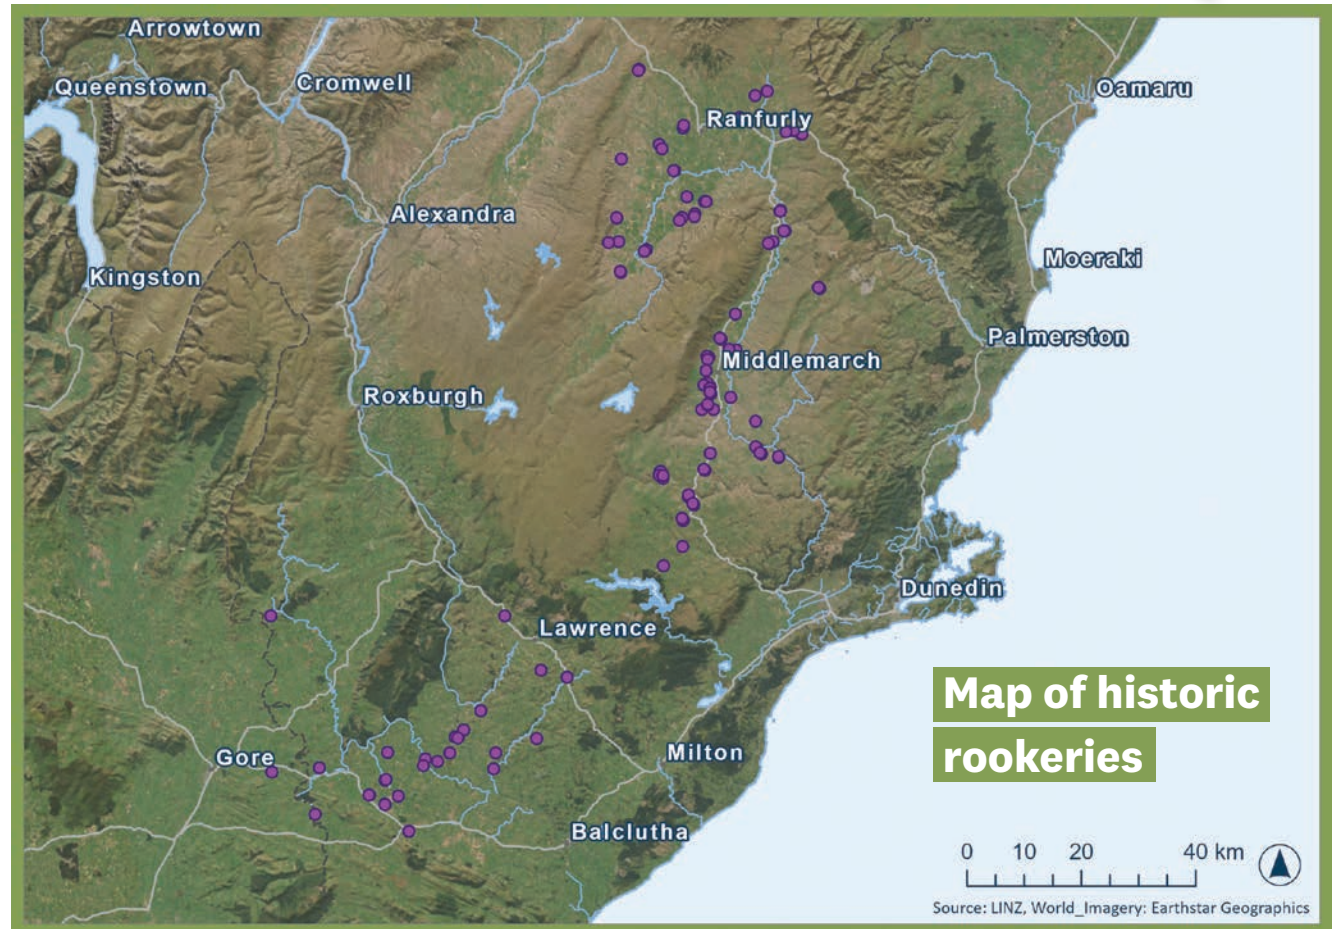 Arrowtown
Queenstown
Cromwell
Oamaru
Ranfurly
Alexandra
Moeraki
Kingston
Palmerston
Middlemarch
Roxburgh
Dunedin
Lawrence
Map of historic
rookeries
Gore
Milton
Balclutha
0 10 20 40 km
Source: LINZ, World_Imagery: Earthstar Geographics